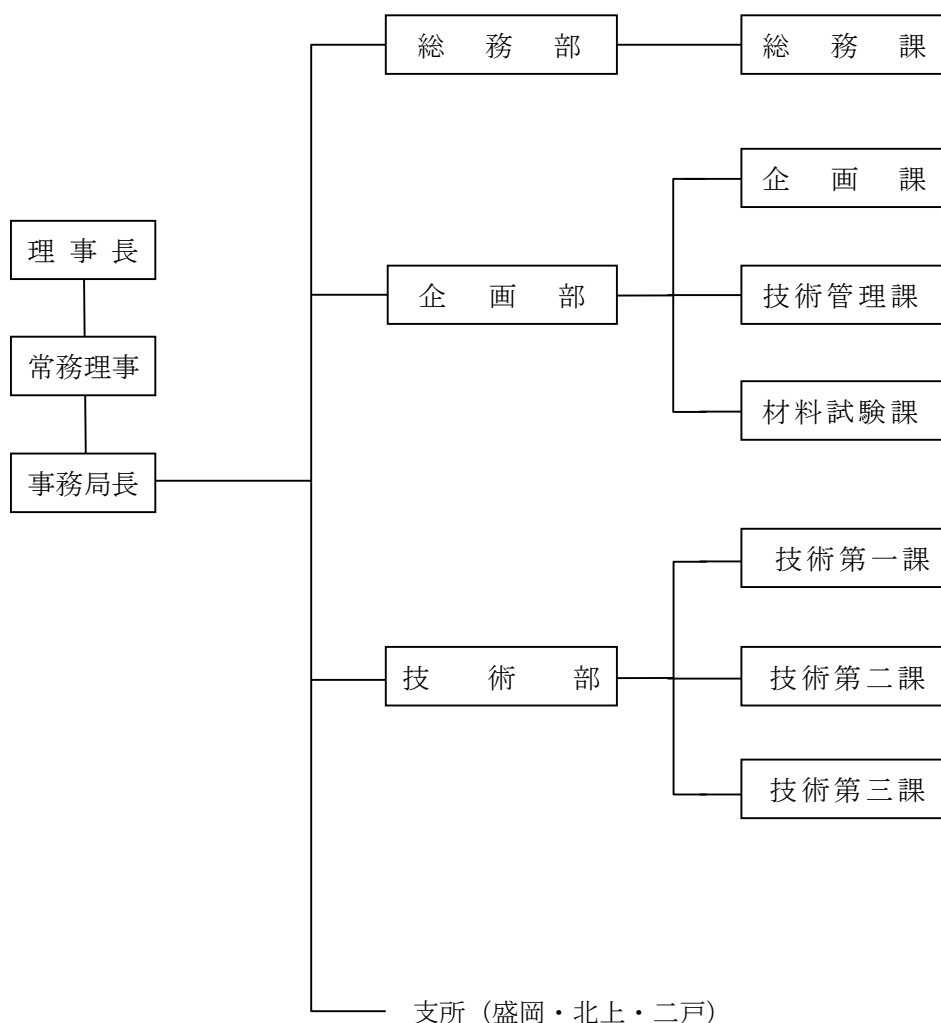 理事長
常務理事
事務局長
総務部
総務課
企画部
企画課
技術管理課
材料試験課
技術部
技術第一課
技術第二課
技術第三課
支所（盛岡・北上・二戸）